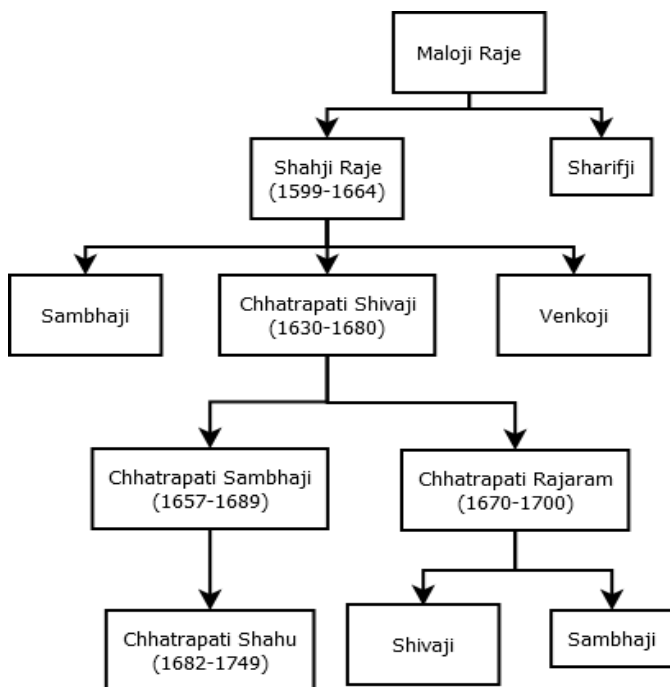 Maloji Raje
Shahji Raje
(1599-1664)
Sharifji
Sambhaji
Chhatrapati Shivaji
(1630-1680)
Venkoji
Chhatrapati Sambhaji
(1657-1689)
Chhatrapati Rajaram
(1670-1700)
Chhatrapati Shahu
(1682-1749)
Shivaji
Sambhaji